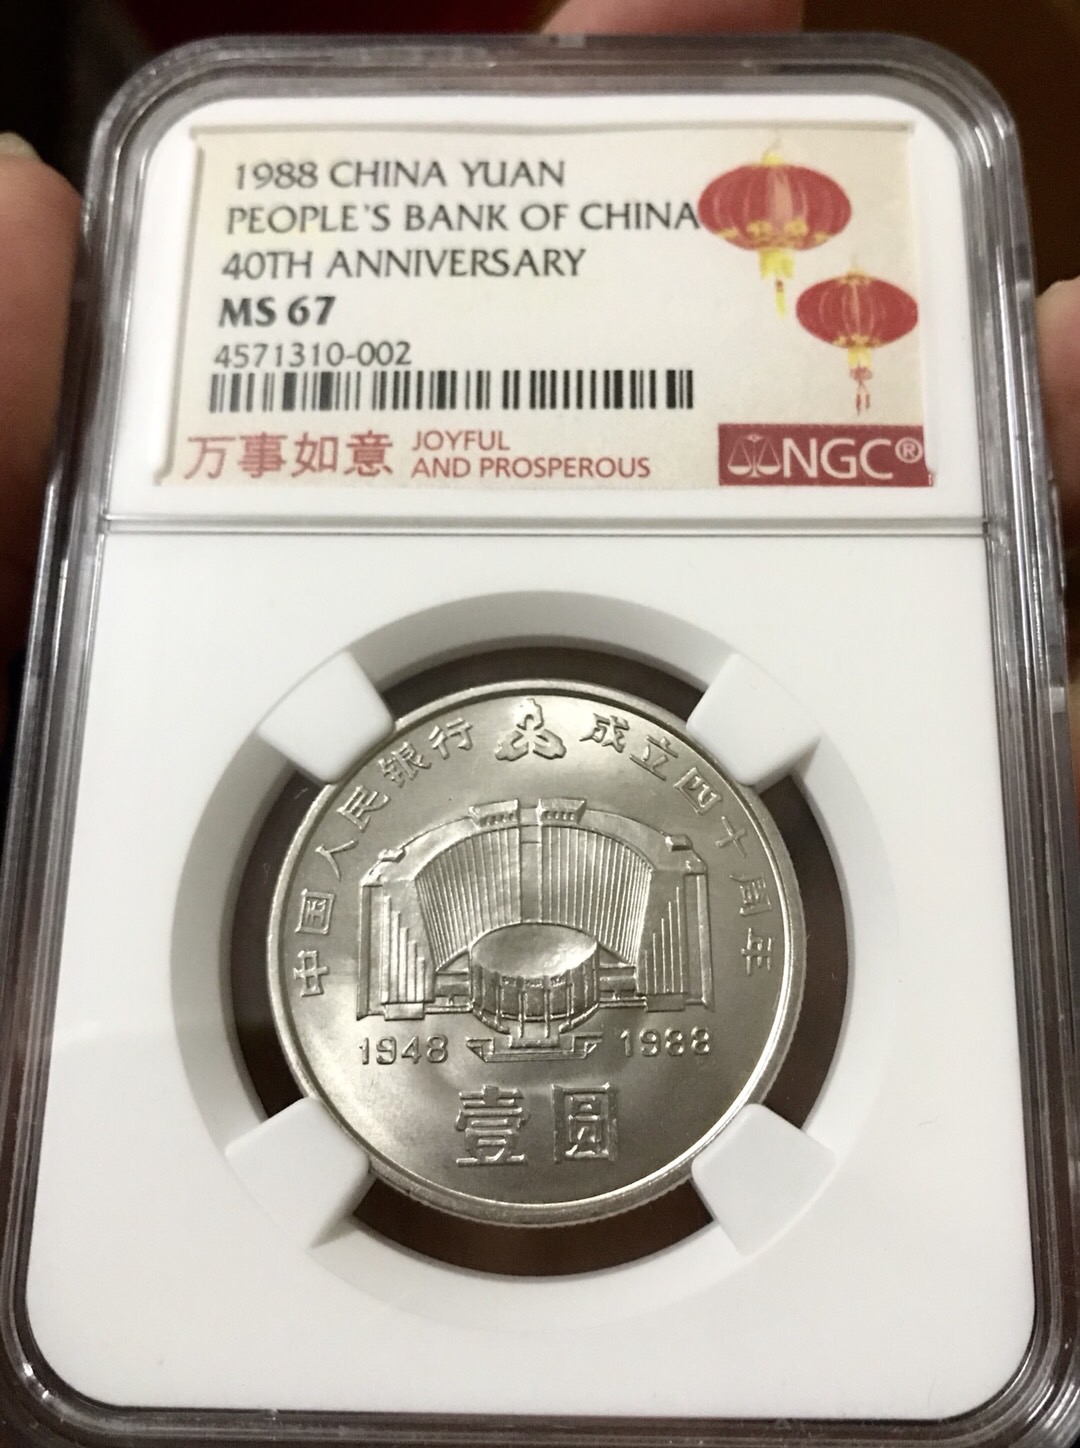 1988 CHINA YUAN
PEOPLE'S BANK OF CHINA
40TH ANNIVERSARY
MS 67
4571310-002
万事如意 JOYFUL
AND PROSPEROUS
NGC®
中国人民银行 成立四十周年
1948 1988
壹圆